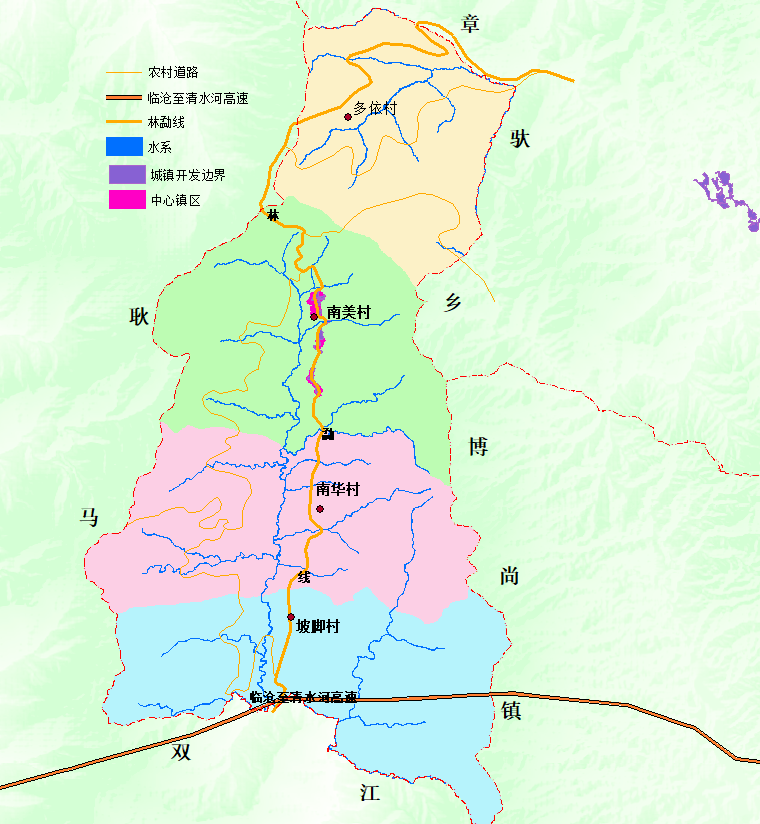 章
驮
乡
博
尚
镇
耿
马
双
江
农村道路
临沧至清水河高速
林勐线
水系
城镇开发边界
中心镇区
多依村
林
南美村
勐
南华村
线
坡脚村
临沧至清水河高速